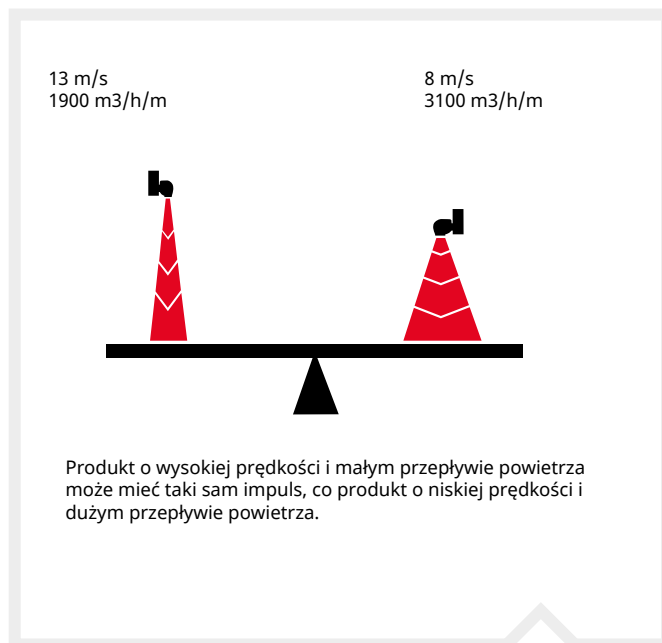 13 m/s
1900 m3/h/m
8 m/s
3100 m3/h/m
Produkt o wysokiej prędkości i małym przepływie powietrza
może mieć taki sam impuls, co produkt o niskiej prędkości i
dużym przepływie powietrza.